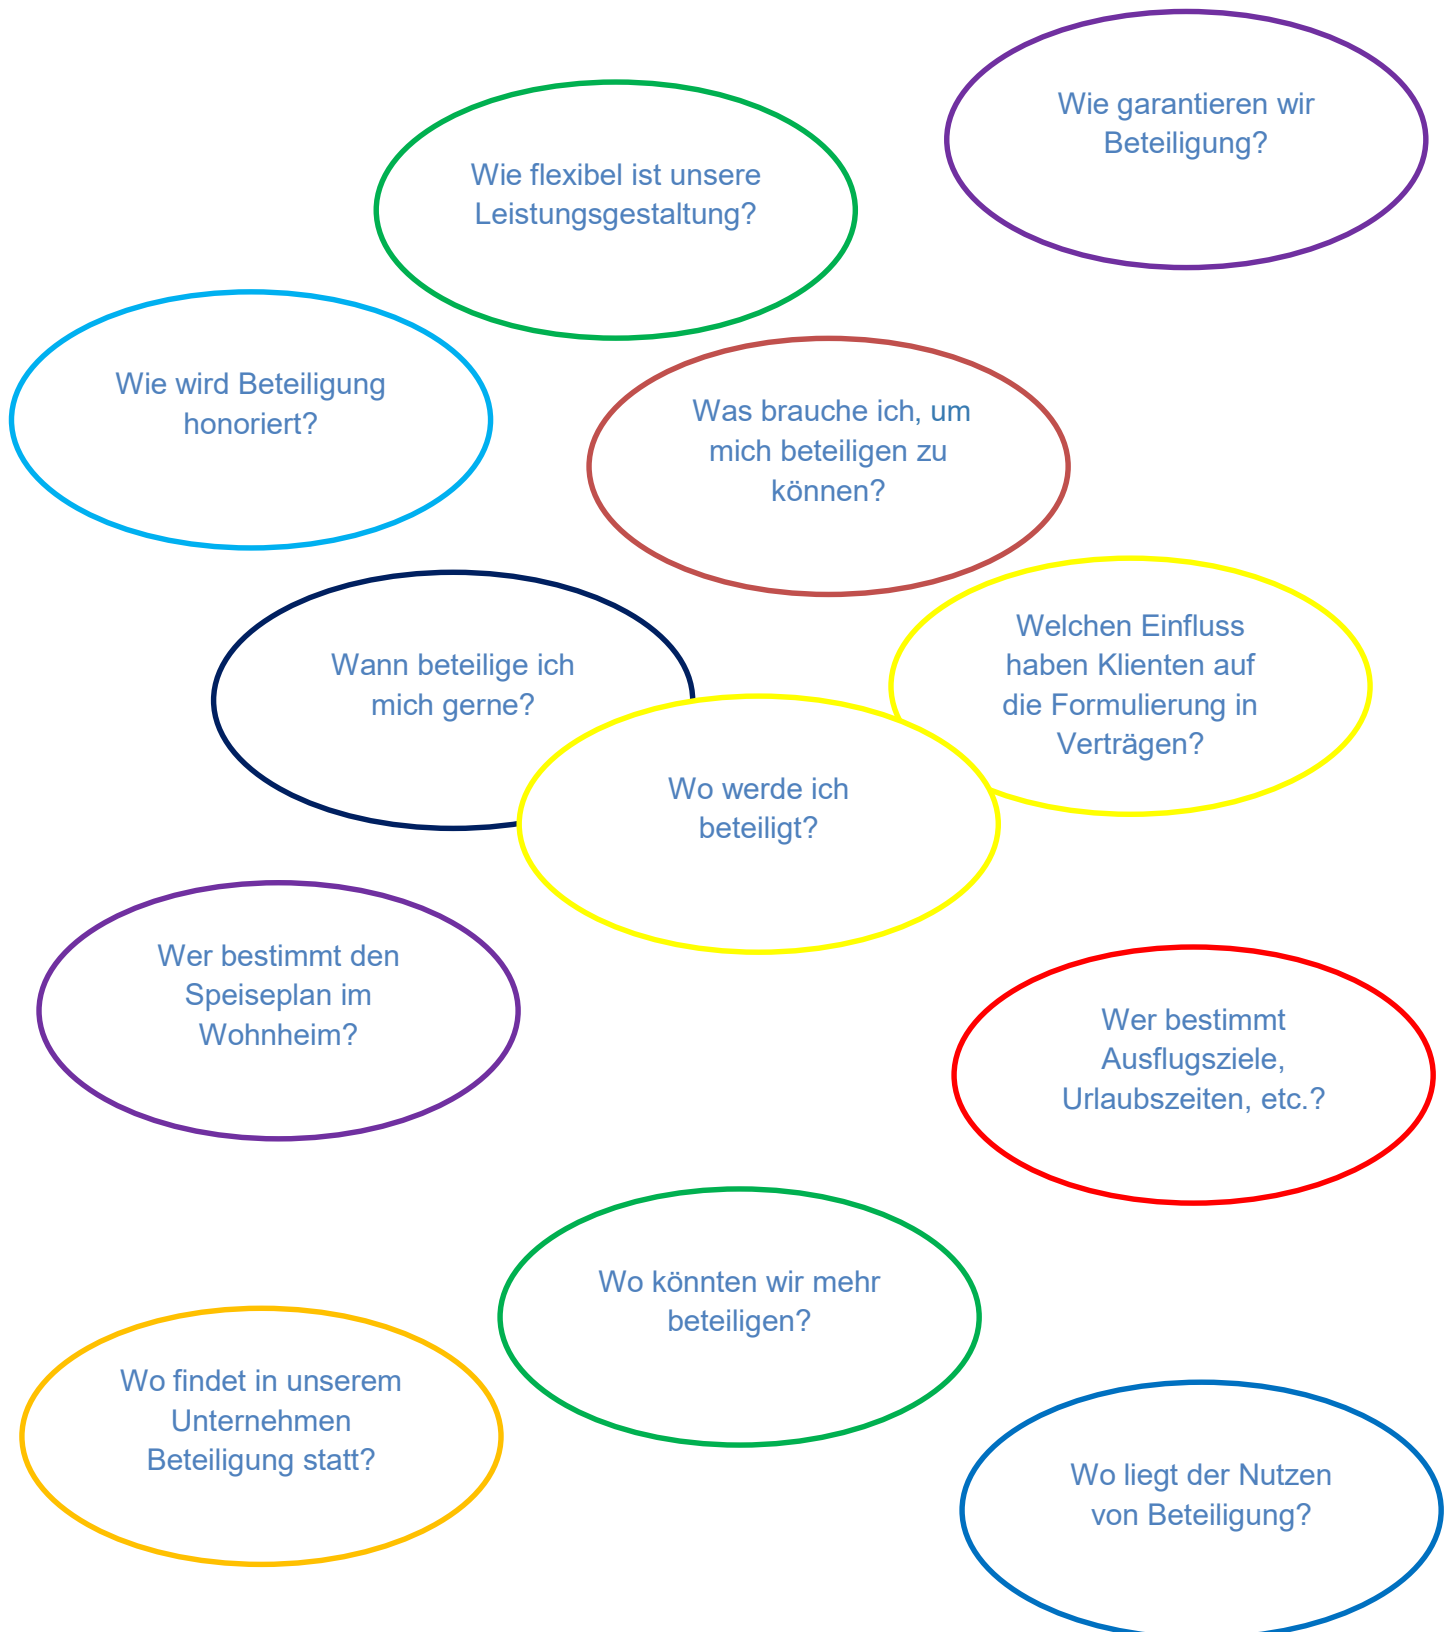 Wie garantieren wir
Beteiligung?
Wie flexibel ist unsere
Leistungsgestaltung?
Wie wird Beteiligung
honoriert?
Was brauche ich, um
mich beteiligen zu
können?
Welchen Einfluss
haben Klienten auf
die Formulierung in
Verträgen?
Wann beteilige ich
mich gerne?
Wo werde ich
beteiligt?
Wer bestimmt den
Speiseplan im
Wohnheim?
Wer bestimmt
Ausflugsziele,
Urlaubszeiten, etc.?
Wo könnten wir mehr
beteiligen?
Wo findet in unserem
Unternehmen
Beteiligung statt?
Wo liegt der Nutzen
von Beteiligung?